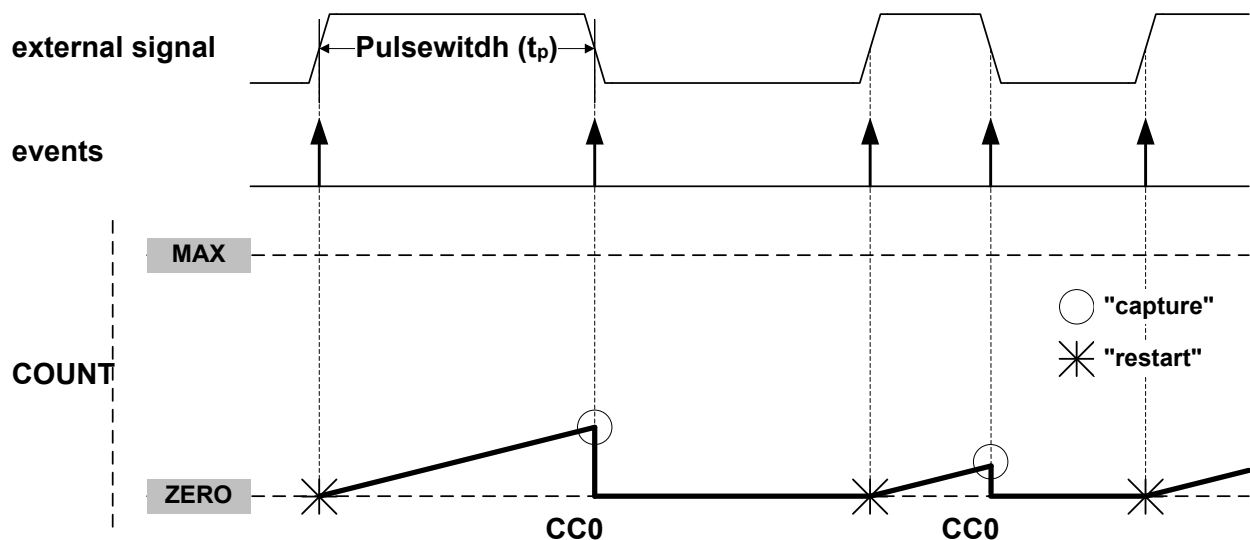 external signal
Pulsewitdh (tp)
events
MAX
"capture"
"restart"
COUNT
ZERO
CC0 CC0